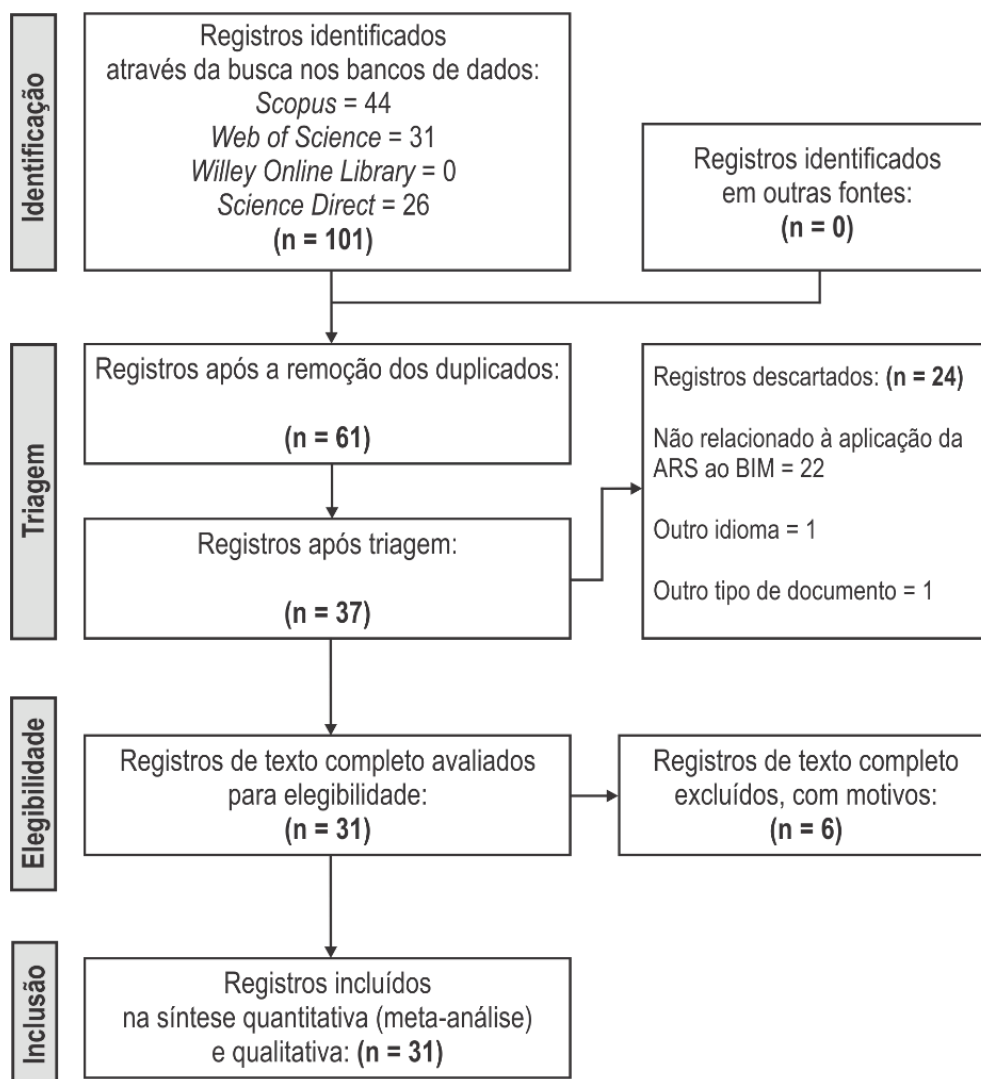 Identificação
Registros identificados
através da busca nos bancos de dados:
Scopus = 44
Web of Science = 31
Willey Online Library = 0
Science Direct = 26
(n = 101)
Registros identificados
em outras fontes:
(n = 0)
Triagem
Registros após a remoção dos duplicados:
(n = 61)
Registros após triagem:
(n = 37)
Registros descartados: (n = 24)
Não relacionado à aplicação da
ARS ao BIM = 22
Outro idioma = 1
Outro tipo de documento = 1
Elegibilidade
Registros de texto completo avaliados
para elegibilidade:
(n = 31)
Registros de texto completo
excluídos, com motivos:
(n = 6)
Inclusão
Registros incluídos
na síntese quantitativa (meta-análise)
e qualitativa: (n = 31)